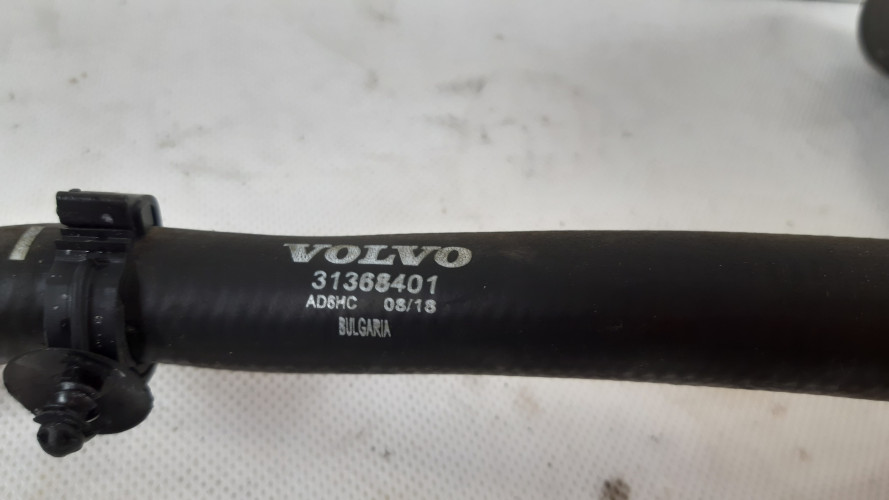 VOLVO
31368401
AD6HC 08/18
BULGARIA